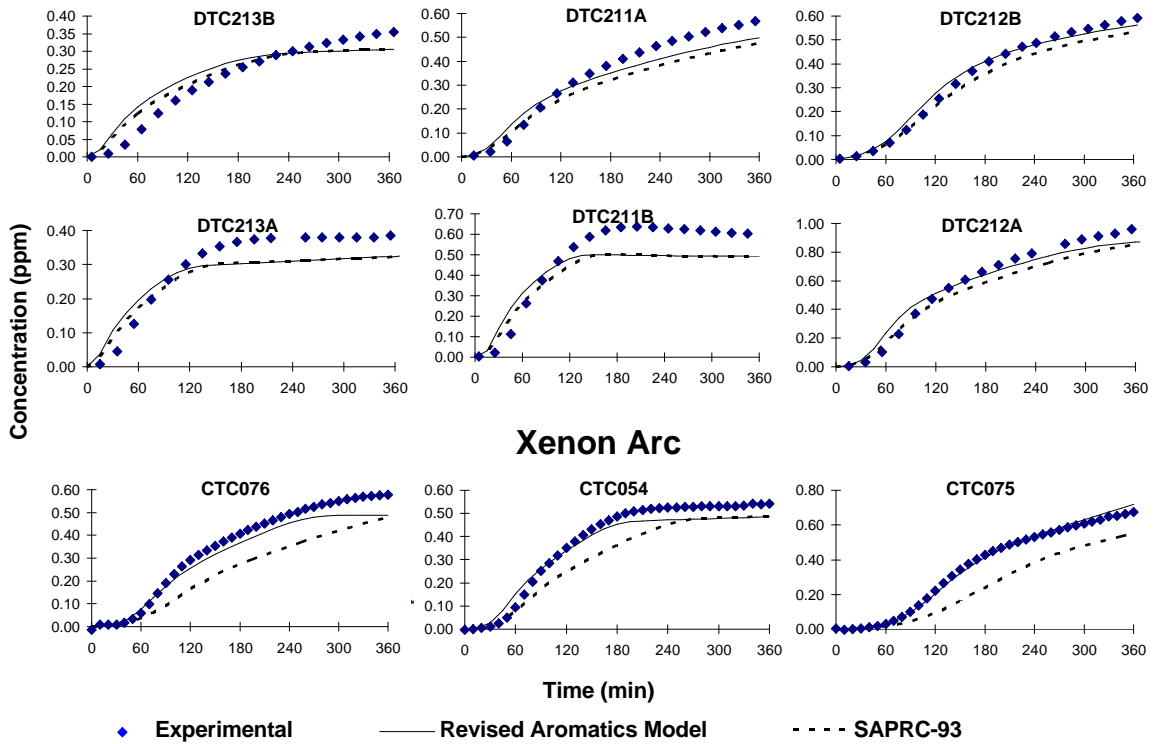 DTC213B
0.40
0.35
0.30
0.25
0.20
0.15
0.10
0.05
0.00
0 60 120 180 240 300 360
DTC211A
0.60
0.50
0.40
0.30
0.20
0.10
0.00
0 60 120 180 240 300 360
DTC212B
0.60
0.50
0.40
0.30
0.20
0.10
0.00
0 60 120 180 240 300 360
Concentration (ppm)
DTC213A
0.40
0.30
0.20
0.10
0.00
0 60 120 180 240 300 360
DTC211B
0.70
0.60
0.50
0.40
0.30
0.20
0.10
0.00
0 60 120 180 240 300 360
DTC212A
1.00
0.80
0.60
0.40
0.20
0.00
0 60 120 180 240 300 360
Xenon Arc
CTC076
0.60
0.50
0.40
0.30
0.20
0.10
0.00
0 60 120 180 240 300 360
CTC054
0.60
0.50
0.40
0.30
0.20
0.10
0.00
0 60 120 180 240 300 360
CTC075
0.80
0.60
0.40
0.20
0.00
0 60 120 180 240 300 360
Time (min)
Experimental Revised Aromatics Model SAPRC-93